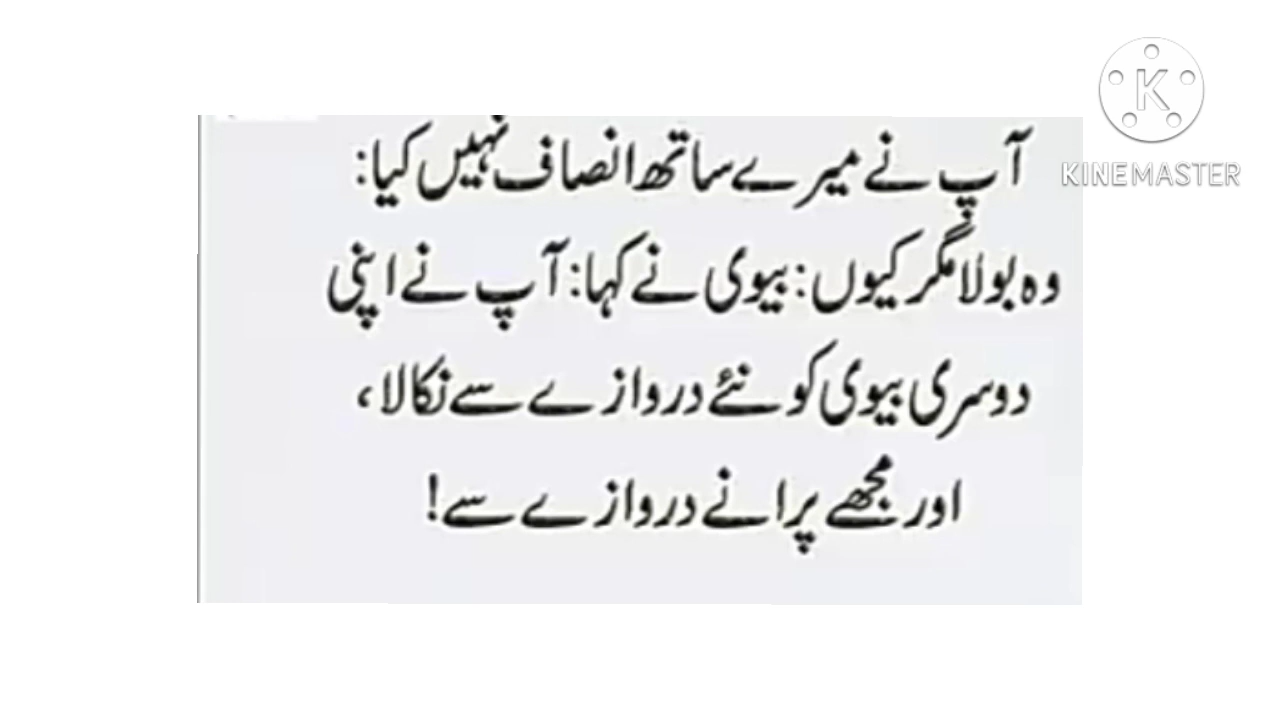 آپ نے میرے ساتھ انصاف نہیں کیا:
وہ بولا مگر کیوں: بیوی نے کہا: آپ نے اپنی
دوسری بیوی کو نئے دروازے سے نکالا،
اور مجھے پرانے دروازے سے!
K
KINEMASTER